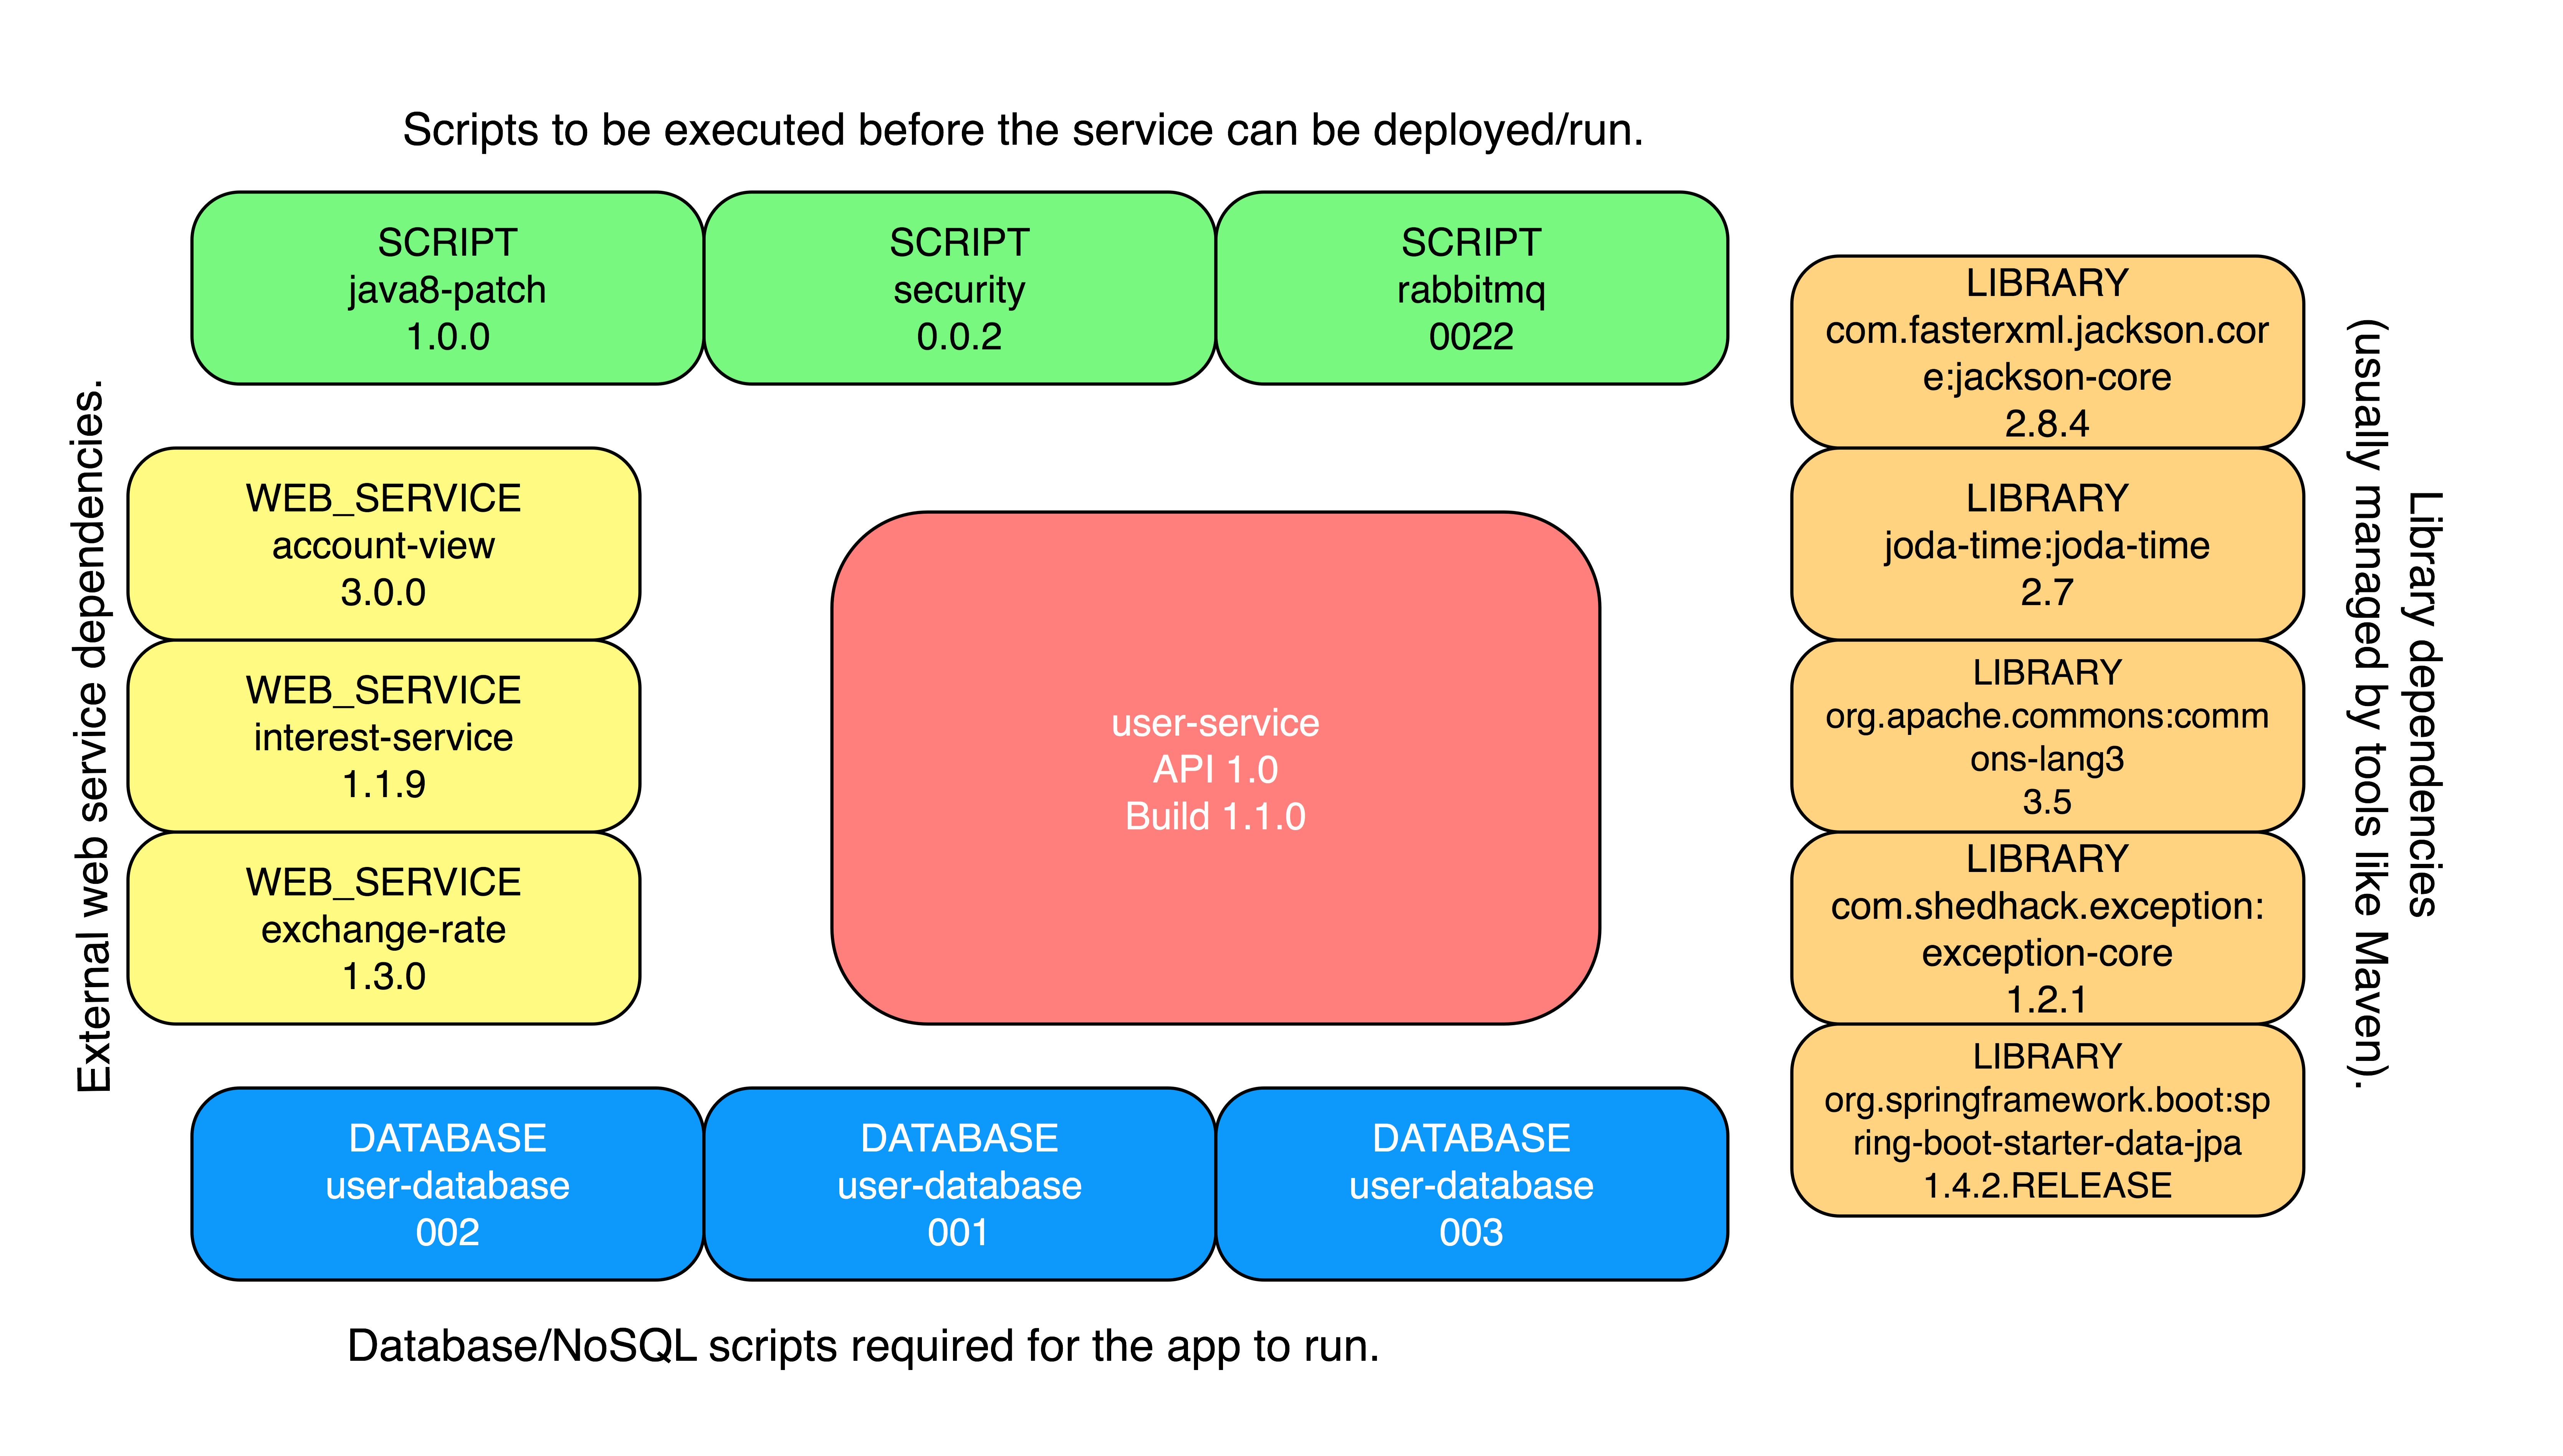 Scripts to be executed before the service can be deployed/run.
SCRIPT
java8-patch
1.0.0
SCRIPT
security
0.0.2
SCRIPT
rabbitmq
0022
External web service dependencies.
WEB_SERVICE
account-view
3.0.0
WEB_SERVICE
interest-service
1.1.9
WEB_SERVICE
exchange-rate
1.3.0
user-service
API 1.0
Build 1.1.0
LIBRARY
com.fasterxml.jackson.cor
e:jackson-core
2.8.4
LIBRARY
joda-time:joda-time
2.7
LIBRARY
org.apache.commons:comm
ons-lang3
3.5
LIBRARY
com.shedhack.exception:
exception-core
1.2.1
LIBRARY
org.springframework.boot:sp
ring-boot-starter-data-jpa
1.4.2.RELEASE
Library dependencies
(usually managed by tools like Maven).
DATABASE
user-database
002
DATABASE
user-database
001
DATABASE
user-database
003
Database/NoSQL scripts required for the app to run.